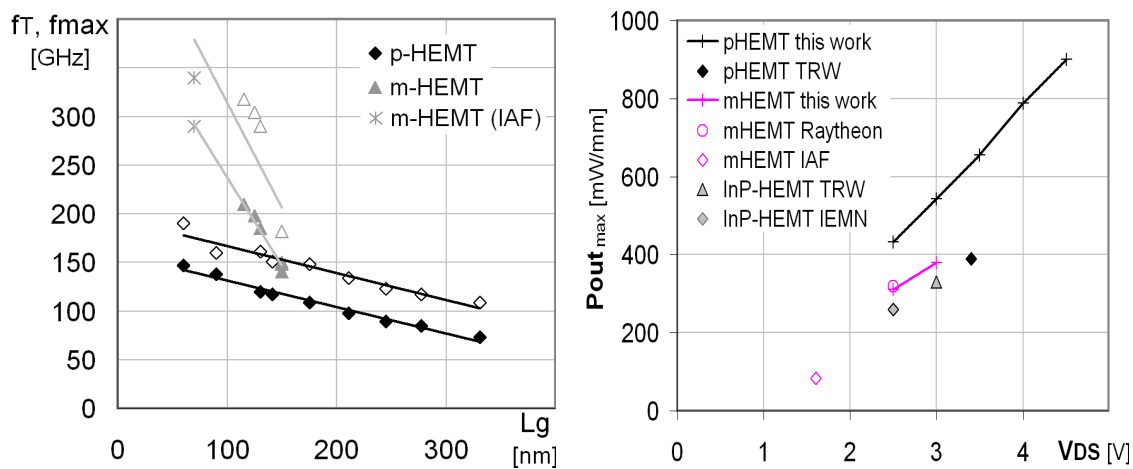 fT, fmax
[GHz]
300
250
200
150
100
50
0
0
100
200
300
Lg
[nm]
p-HEMT
m-HEMT
m-HEMT (IAF)
1000
800
600
400
200
0
Pout max [mW/mm]
0
1
2
3
4
VDS [V]
pHEMT this work
pHEMT TRW
mHEMT this work
mHEMT Raytheon
mHEMT IAF
InP-HEMT TRW
InP-HEMT IEMN